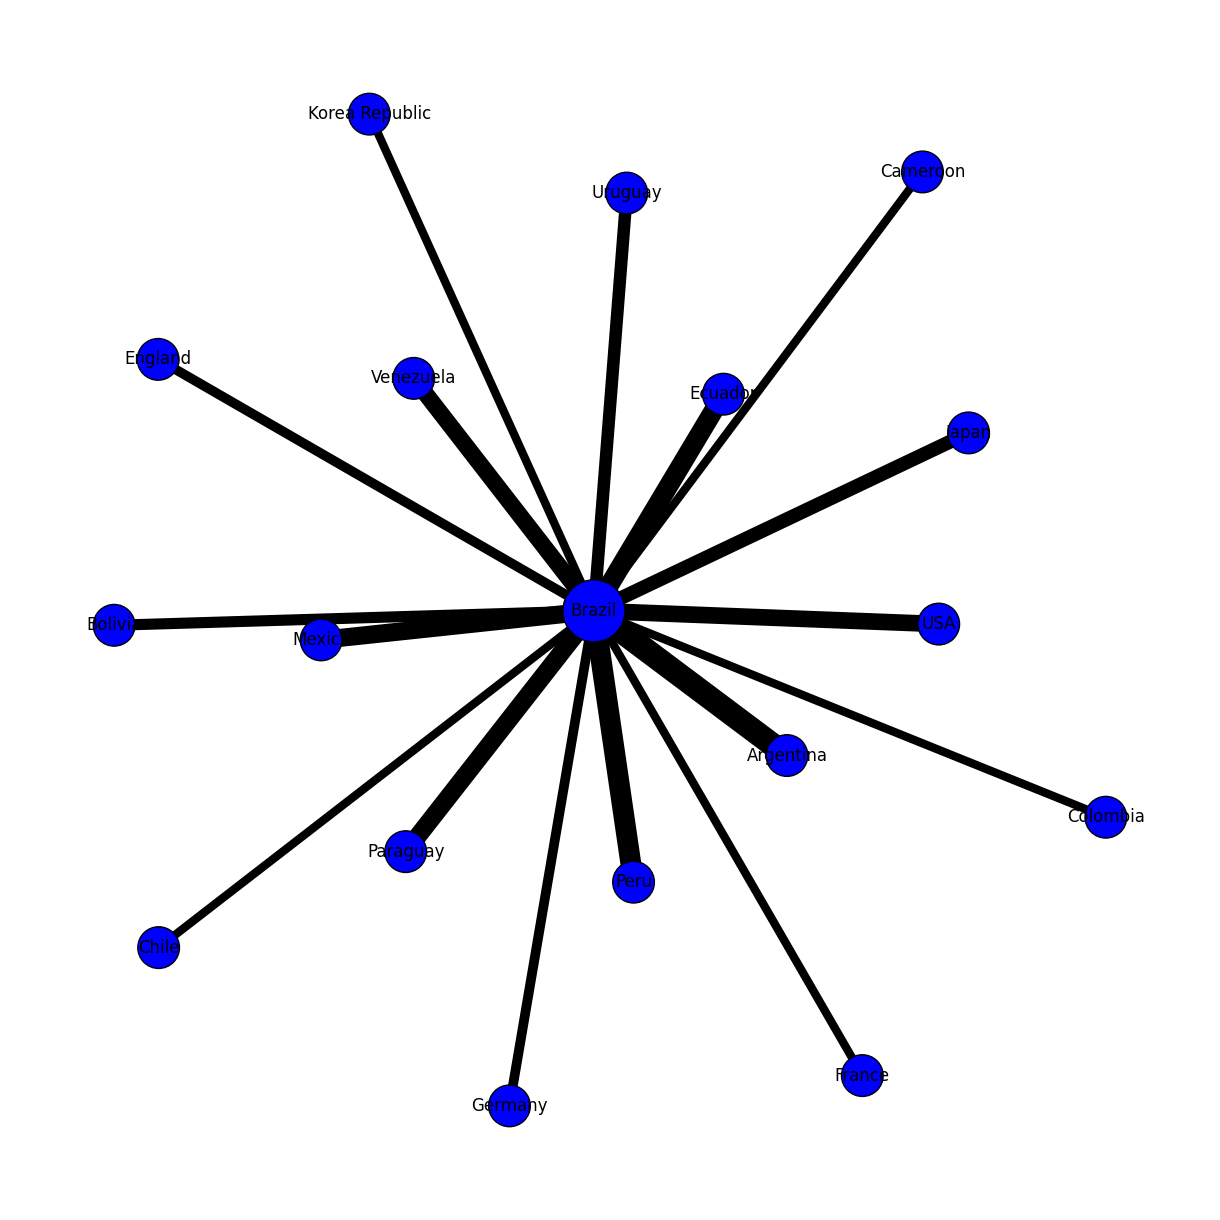 Korea Republic
Cameroon
Uruguay
England
Venezuela
Ecuador
Japan
Brazil
Bolivia
USA
Mexico
Argentina
Colombia
Paraguay
Peru
Chile
France
Germany